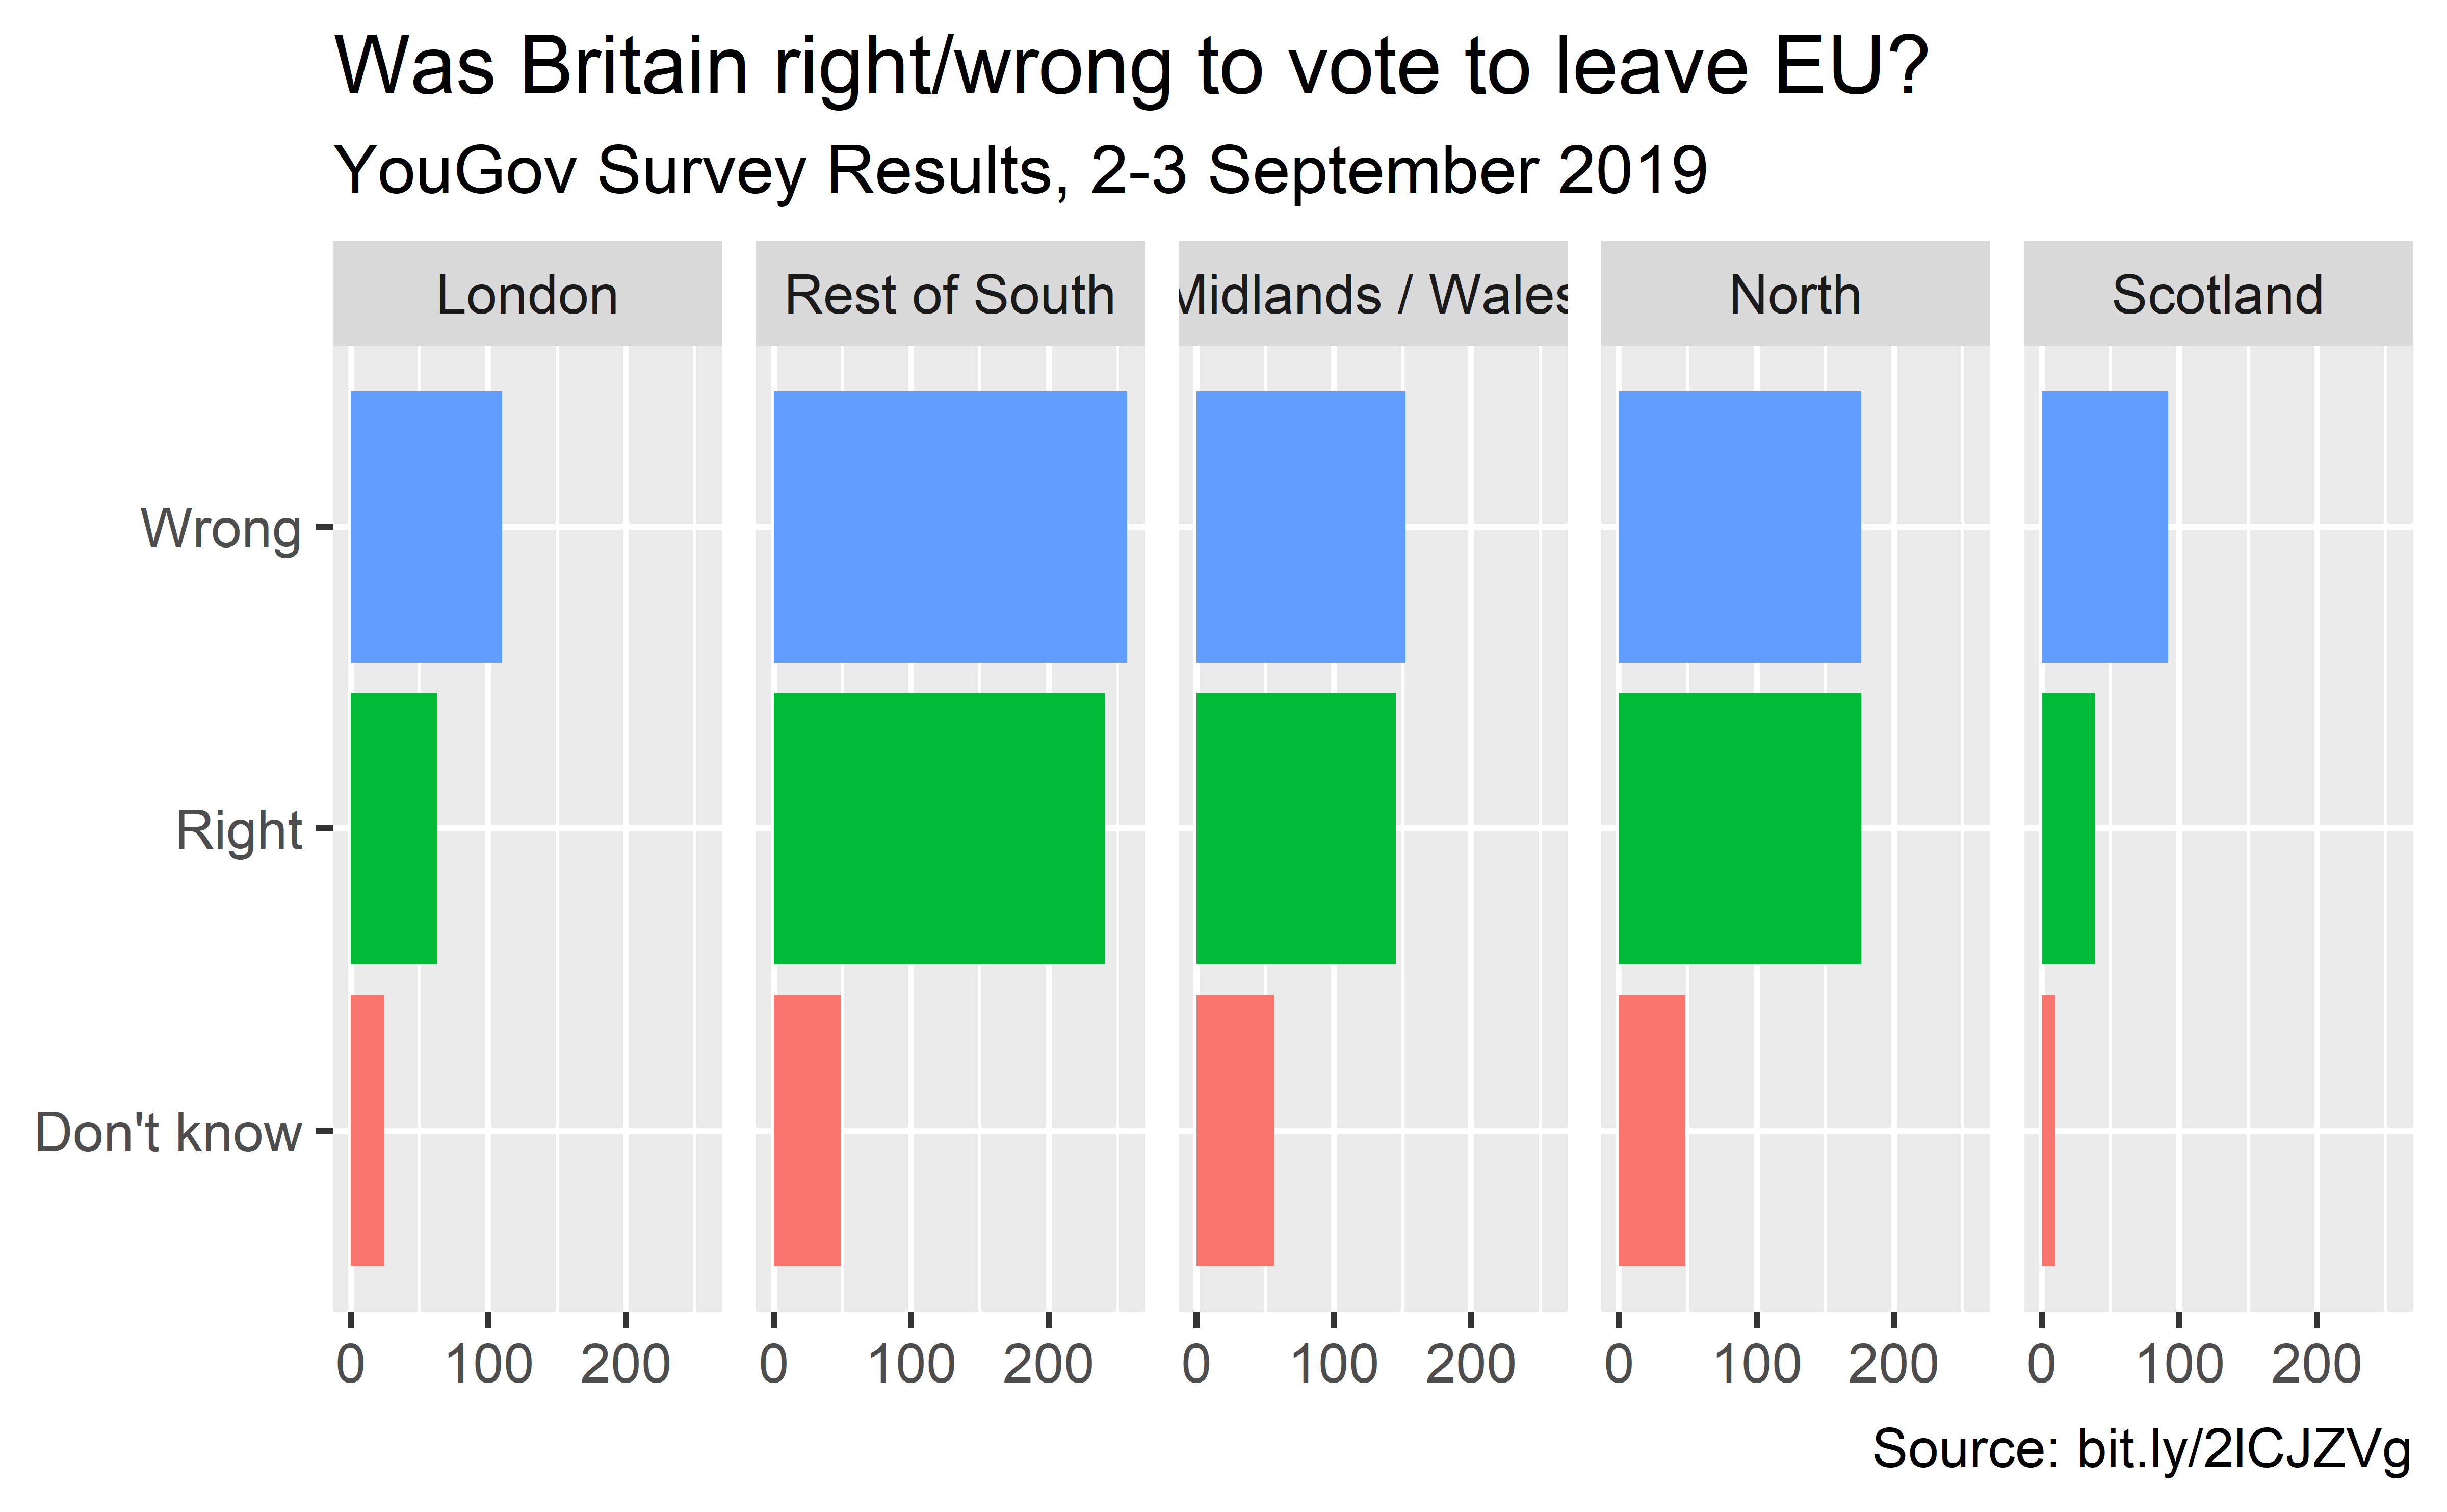 Was Britain right/wrong to vote to leave EU?
YouGov Survey Results, 2-3 September 2019
London Rest of South Midlands / Wales North Scotland
Wrong
Right
Don't know
0 100 200 0 100 200 0 100 200 0 100 200 0 100 200
Source: bit.ly/2lCJZVg